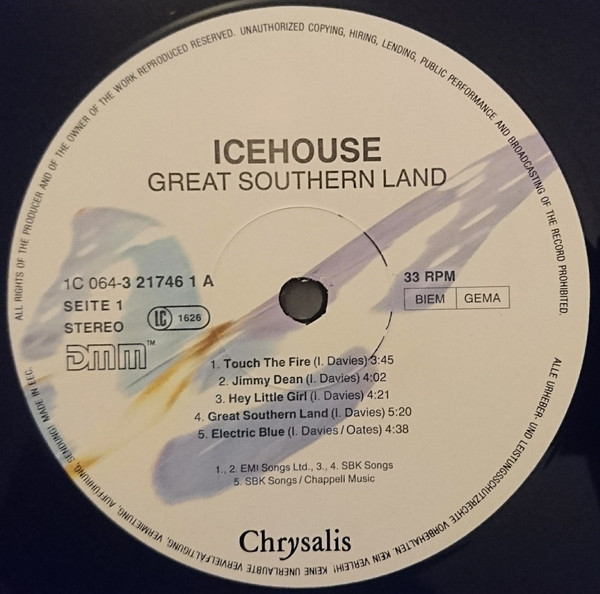 ALL RIGHTS OF THE PRODUCER AND OF THE OWNER OF THE WORK REPRODUCED RESERVED. UNAUTHORIZED COPYING, HIRING, LENDING, PUBLIC PERFORMANCE AND BROADCASTING OF THE RECORD PROHIBITED.
ICEHOUSE
GREAT SOUTHERN LAND
1C 064-3 21746 1 A
SEITE 1
STEREO
LC 1626
DMM™
33 RPM
BIEM GEMA
1. Touch The Fire (I. Davies) 3:45
2. Jimmy Dean (I. Davies) 4:02
3. Hey Little Girl (I. Davies) 4:21
4. Great Southern Land (I. Davies) 5:20
5. Electric Blue (I. Davies / Oates) 4:38
1., 2. EMI Songs Ltd., 3., 4. SBK Songs
5. SBK Songs / Chappell Music
Chrysalis
ALLE URHEBER- UND LEISTUNGSSCHUTZRECHTE VORBEHALTEN. KEIN VERLEIH! KEINE UNERLAUBTE VERVIELFÄLTIGUNG, VERMIETUNG, AUFFÜHRUNG, SENDUNG! MADE IN EEC.